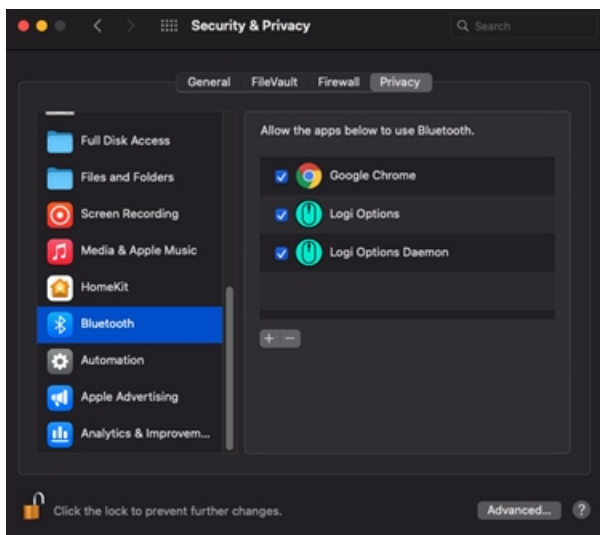 Security & Privacy
Search
General
FileVault
Firewall
Privacy
Full Disk Access
Files and Folders
Screen Recording
Media & Apple Music
HomeKit
Bluetooth
Automation
Apple Advertising
Analytics & Improvem...
Allow the apps below to use Bluetooth.
Google Chrome
Logi Options
Logi Options Daemon
Click the lock to prevent further changes.
Advanced...
?